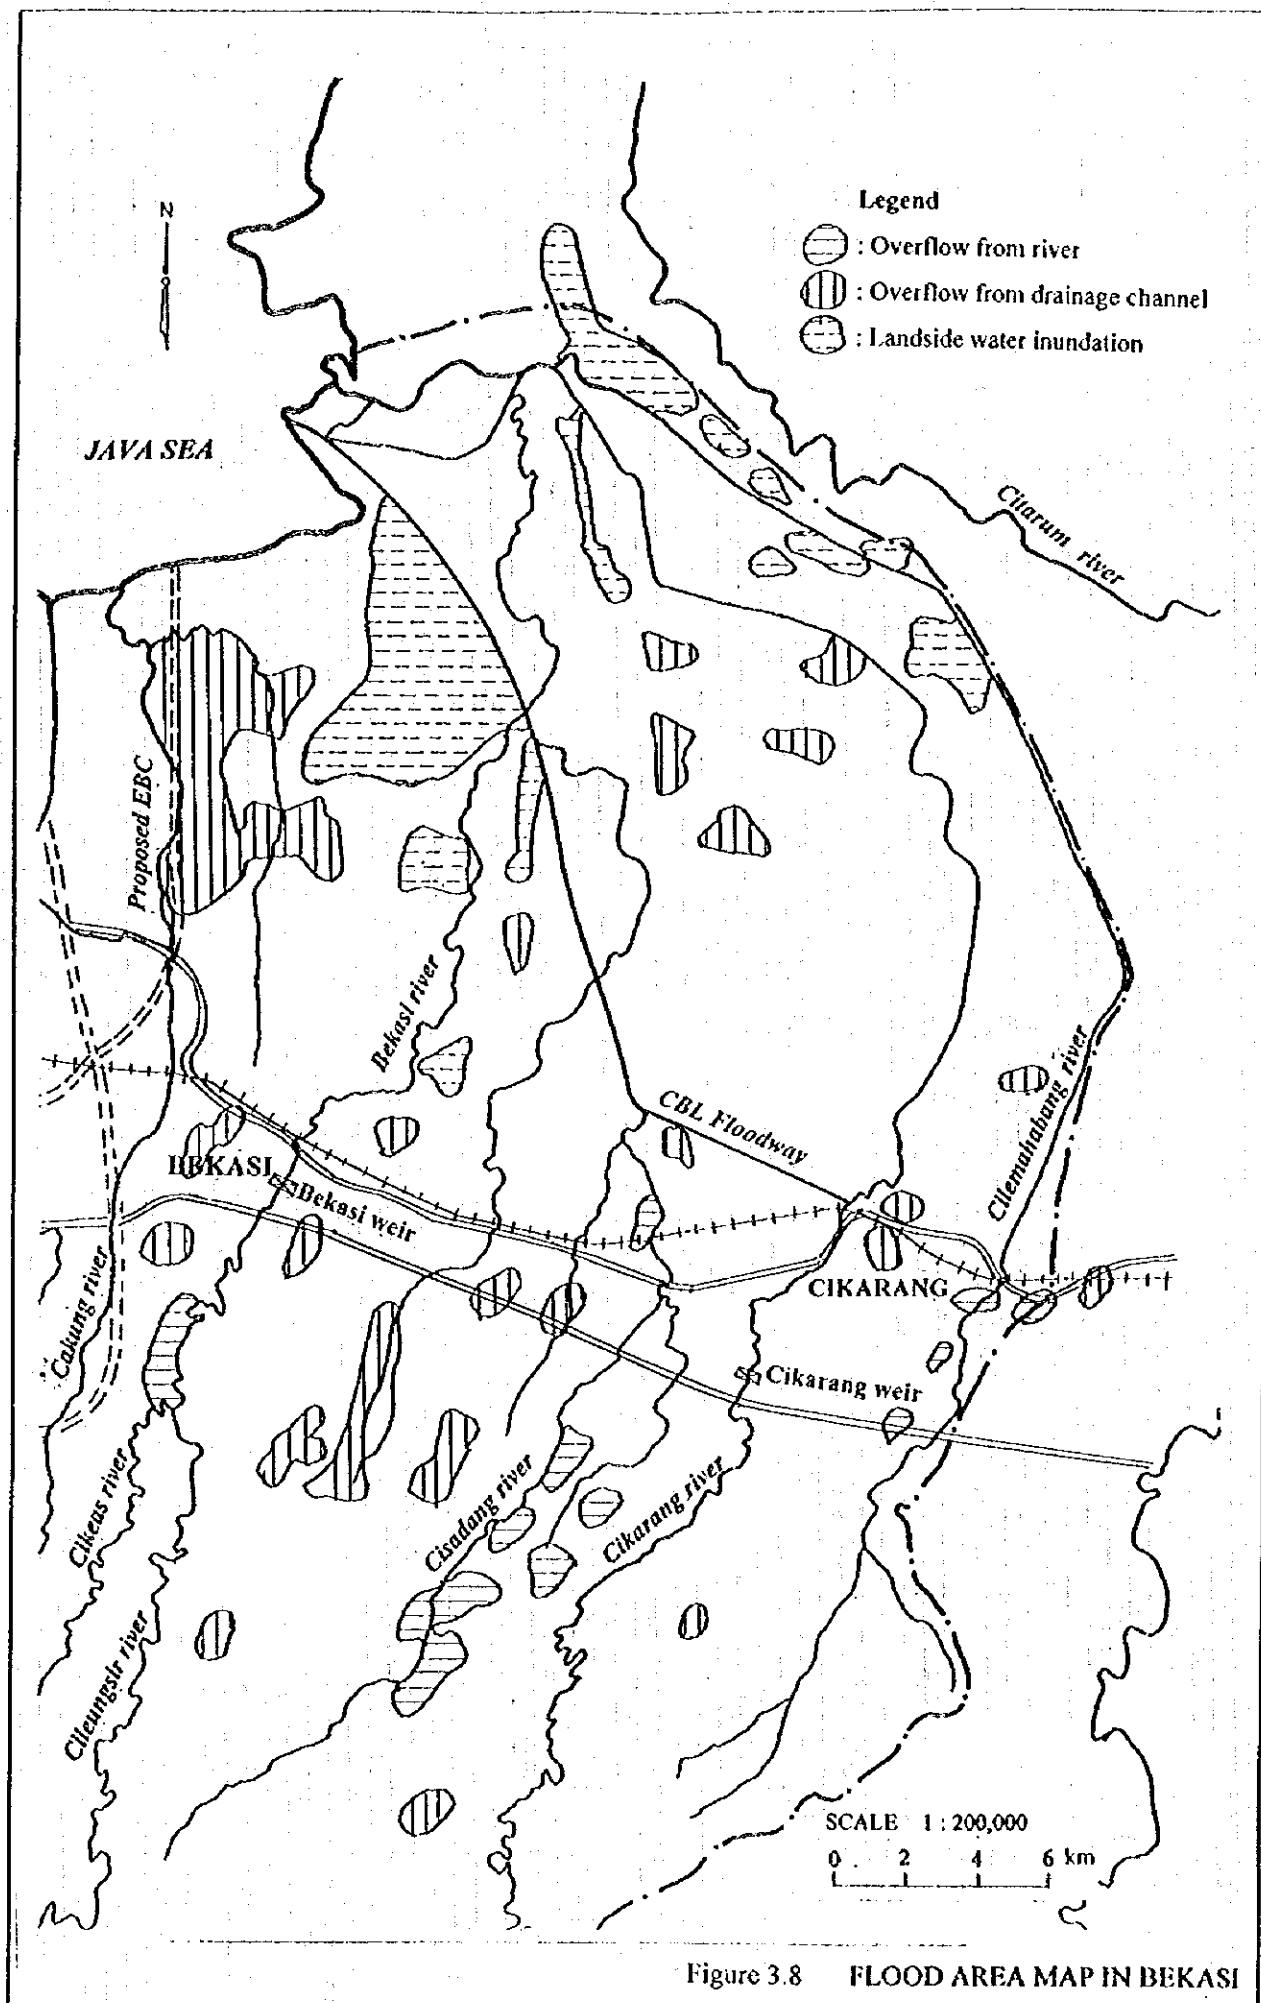 Legend
: Overflow from river
: Overflow from drainage channel
: Landside water inundation
N
JAVA SEA
Citarum river
Proposed EBC
Bekasi river
CBL Floodway
Cilemahabang river
BEKASI
Bekasi weir
Cakung river
CIKARANG
Cikarang weir
Cikeas river
Cisadang river
Cikarang river
Cileungsir river
SCALE 1 : 200,000
0 2 4 6 km
Figure 3.8 FLOOD AREA MAP IN BEKASI